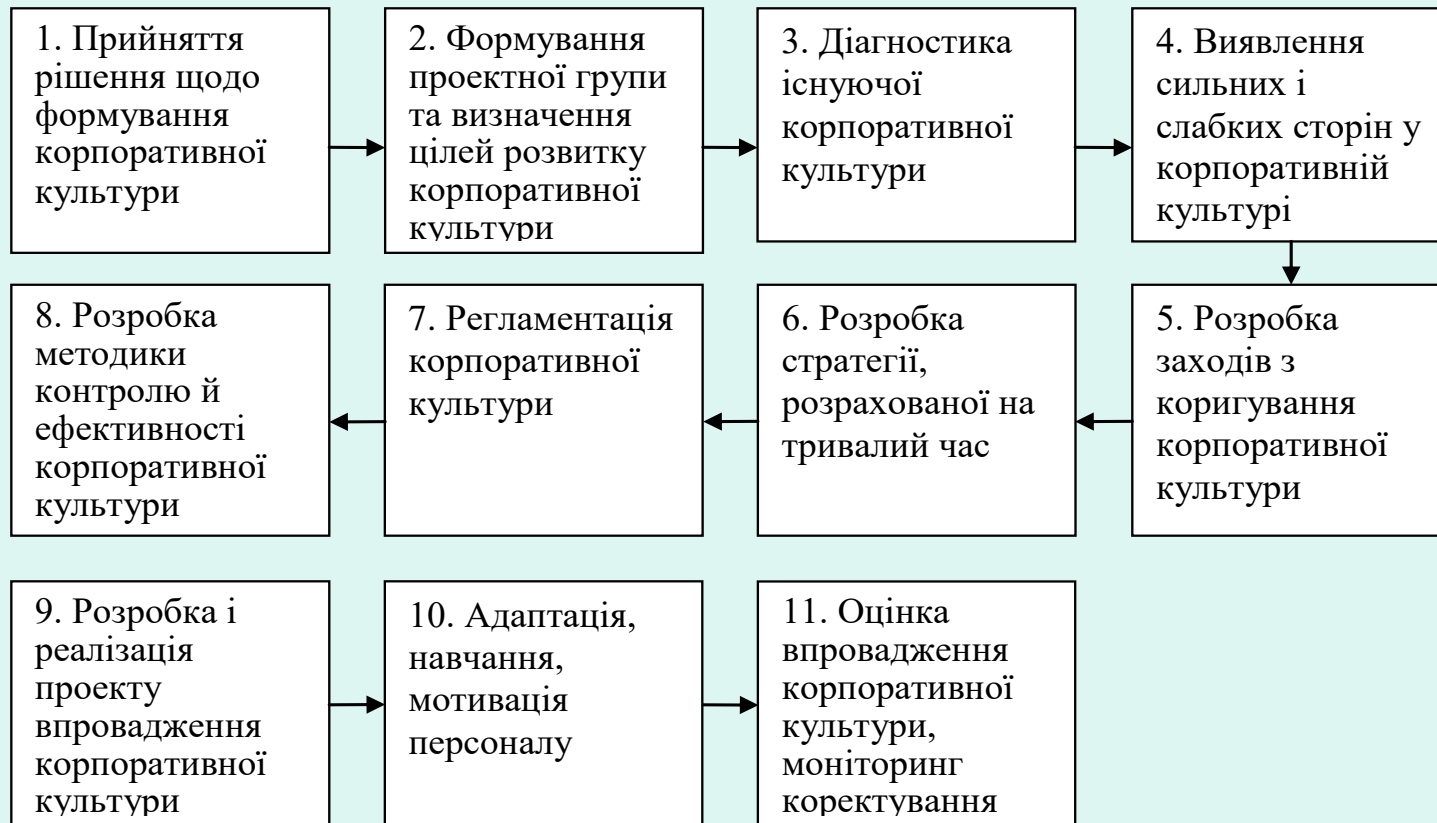 1. Прийняття
рішення щодо
формування
корпоративної
культури
2. Формування
проектної групи
та визначення
цілей розвитку
корпоративної
культури
3. Діагностика
існуючої
корпоративної
культури
4. Виявлення
сильних і
слабких сторін у
корпоративній
культурі
8. Розробка
методики
контролю й
ефективності
корпоративної
культури
7. Регламентація
корпоративної
культури
6. Розробка
стратегії,
розрахованої на
тривалий час
5. Розробка
заходів з
коригування
корпоративної
культури
9. Розробка і
реалізація
проекту
впровадження
корпоративної
культури
10. Адаптація,
навчання,
мотивація
персоналу
11. Оцінка
впровадження
корпоративної
культури,
моніторинг
коректування